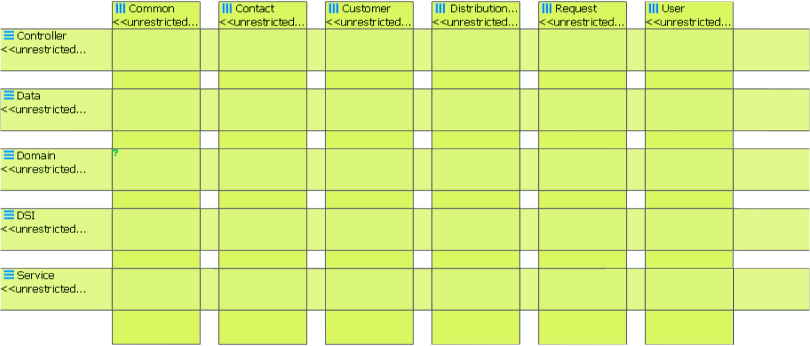 Common Contact Customer Distribution... Request User
<<unrestricted... <<unrestricted... <<unrestricted... <<unrestricted... <<unrestricted... <<unrestricted...
Controller
<<unrestricted...
Data
<<unrestricted...
Domain ?
<<unrestricted...
DSI
<<unrestricted...
Service
<<unrestricted...